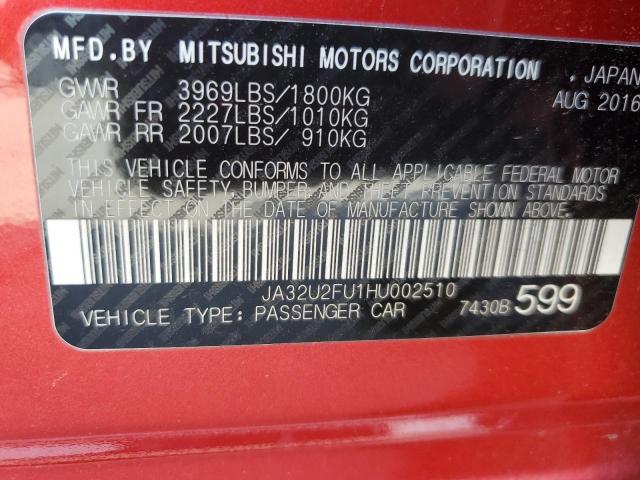 MFD.BY MITSUBISHI MOTORS CORPORATION . JAPAN
GVWR 3969LBS/1800KG AUG 2016
GAWR FR 2227LBS/1010KG
GAWR RR 2007LBS/ 910KG
THIS VEHICLE CONFORMS TO ALL APPLICABLE FEDERAL MOTOR
VEHICLE SAFETY, BUMPER AND THEFT PREVENTION STANDARDS
IN EFFECT ON THE DATE OF MANUFACTURE SHOWN ABOVE.
JA32U2FU1HU002510
VEHICLE TYPE: PASSENGER CAR 7430B 599